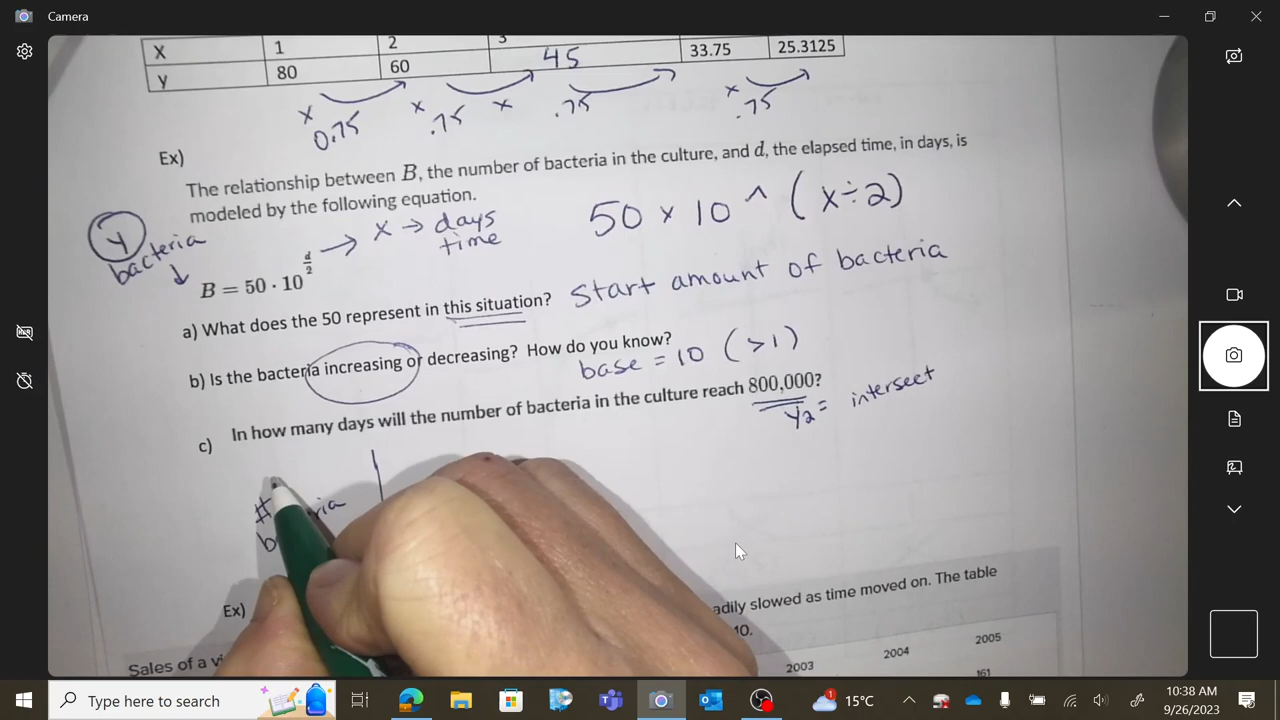 Camera
X 1 2 3
y 80 60 45 33.75 25.3125
x 0.75 x .75 x .75 x .75
Ex)
The relationship between B, the number of bacteria in the culture, and d, the elapsed time, in days, is
modeled by the following equation.
y
bacteria
x → days
time
50 x 10 ^ (x÷2)
B = 50 · 10^(d/2)
a) What does the 50 represent in this situation? Start amount of bacteria
b) Is the bacteria increasing or decreasing? How do you know?
base = 10 (>1)
c) In how many days will the number of bacteria in the culture reach 800,000?
y2 = intersect
#
Ex)
adily slowed as time moved on. The table
10.
Sales of a vi
2003 2004 2005
161
Type here to search
1
15°C
10:38 AM
9/26/2023